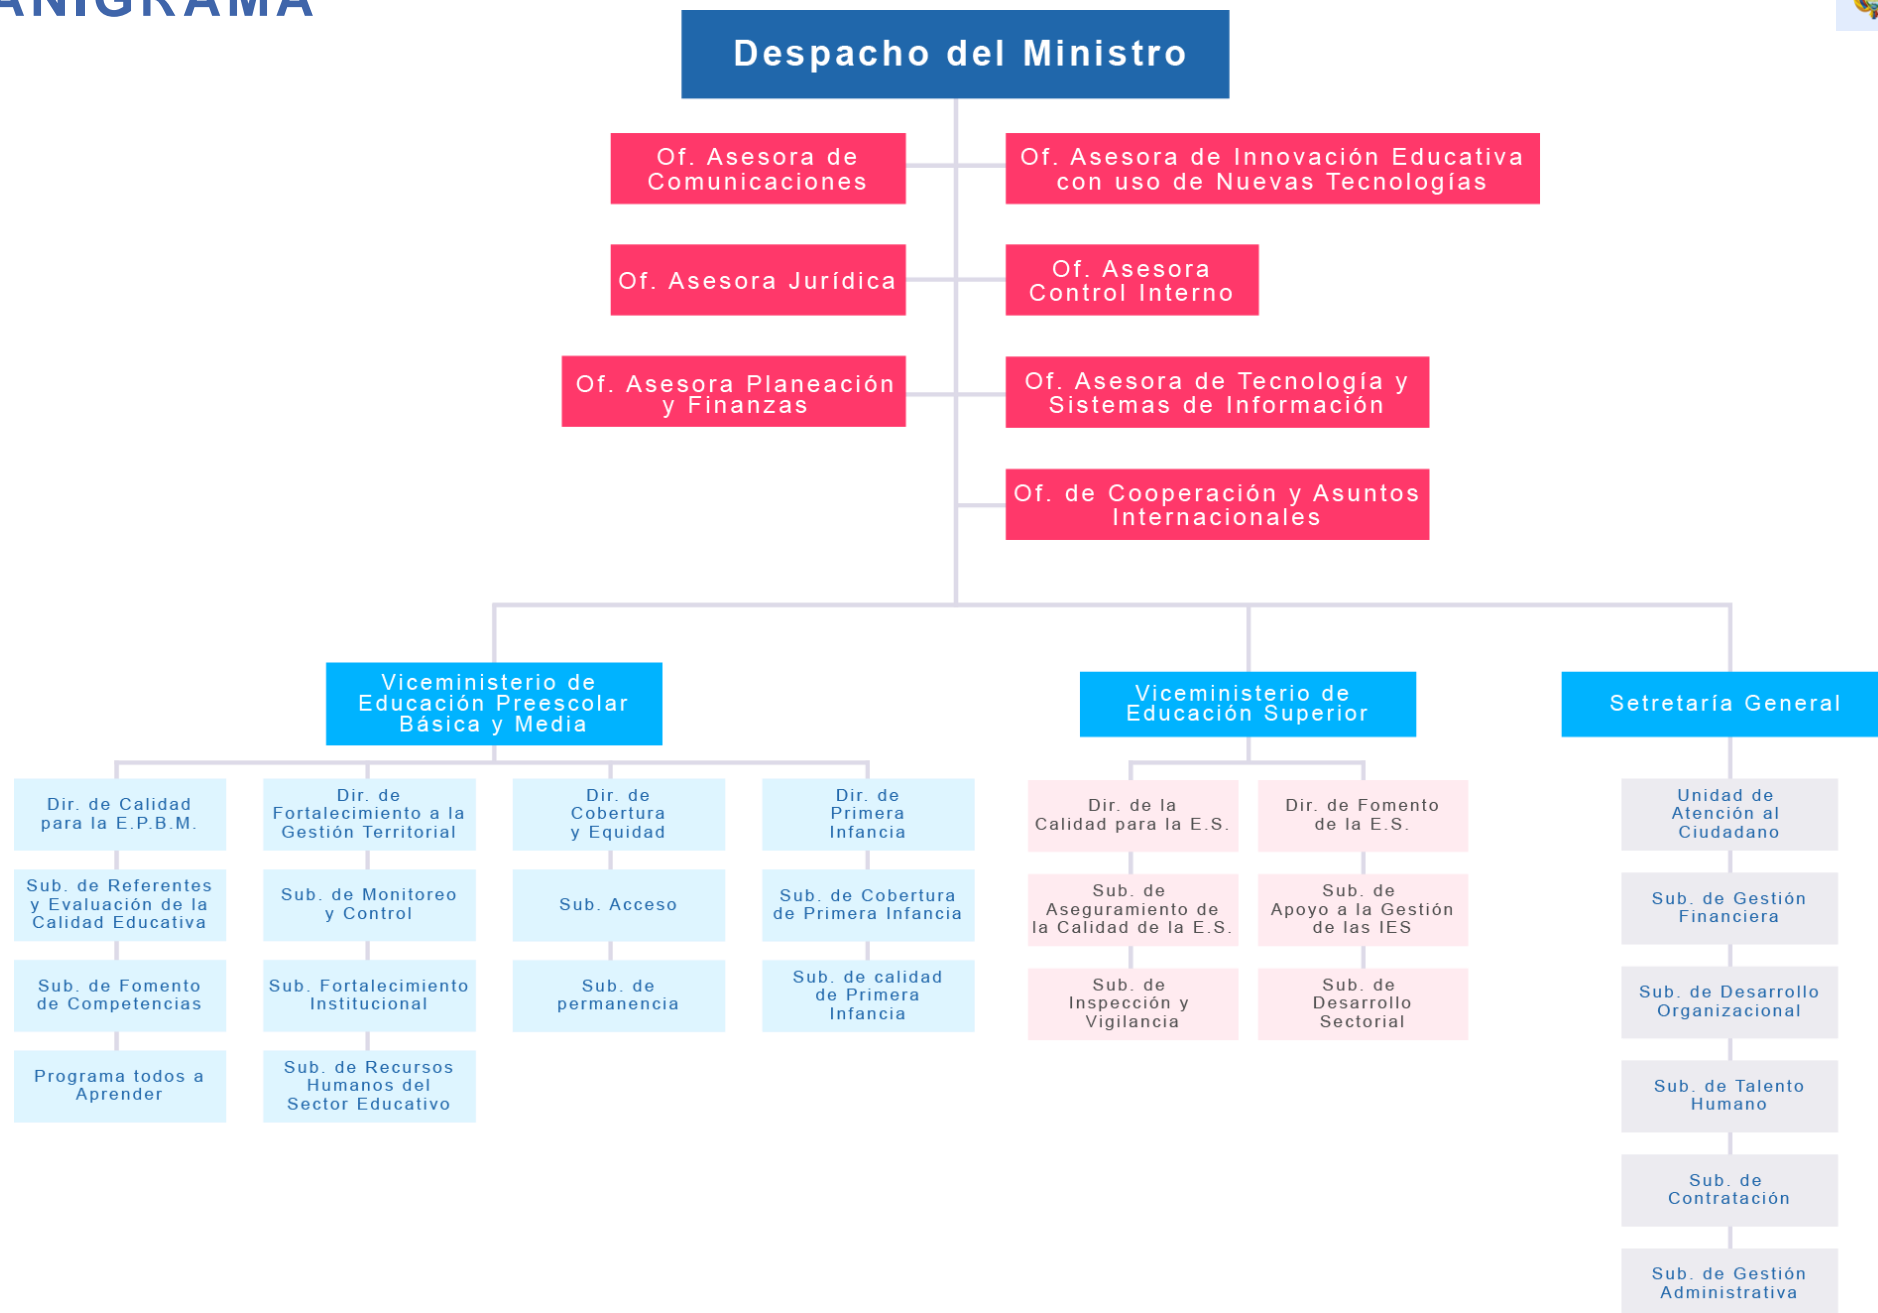 ANIGRAMA
Despacho del Ministro
Of. Asesora de
Comunicaciones
Of. Asesora de Innovación Educativa
con uso de Nuevas Tecnologías
Of. Asesora Jurídica
Of. Asesora
Control Interno
Of. Asesora Planeación
y Finanzas
Of. Asesora de Tecnología y
Sistemas de Información
Of. de Cooperación y Asuntos
Internacionales
Viceministerio de
Educación Preescolar
Básica y Media
Viceministerio de
Educación Superior
Setretaría General
Dir. de Calidad
para la E.P.B.M.
Sub. de Referentes
y Evaluación de la
Calidad Educativa
Sub. de Fomento
de Competencias
Programa todos a
Aprender
Dir. de
Fortalecimiento a la
Gestión Territorial
Sub. de Monitoreo
y Control
Sub. Fortalecimiento
Institucional
Sub. de Recursos
Humanos del
Sector Educativo
Dir. de
Cobertura
y Equidad
Sub. Acceso
Sub. de
permanencia
Dir. de
Primera
Infancia
Sub. de Cobertura
de Primera Infancia
Sub. de calidad
de Primera
Infancia
Dir. de la
Calidad para la E.S.
Sub. de
Aseguramiento de
la Calidad de la E.S.
Sub. de
Inspección y
Vigilancia
Dir. de Fomento
de la E.S.
Sub. de
Apoyo a la Gestión
de las IES
Sub. de
Desarrollo
Sectorial
Unidad de
Atención al
Ciudadano
Sub. de Gestión
Financiera
Sub. de Desarrollo
Organizacional
Sub. de Talento
Humano
Sub. de
Contratación
Sub. de Gestión
Administrativa